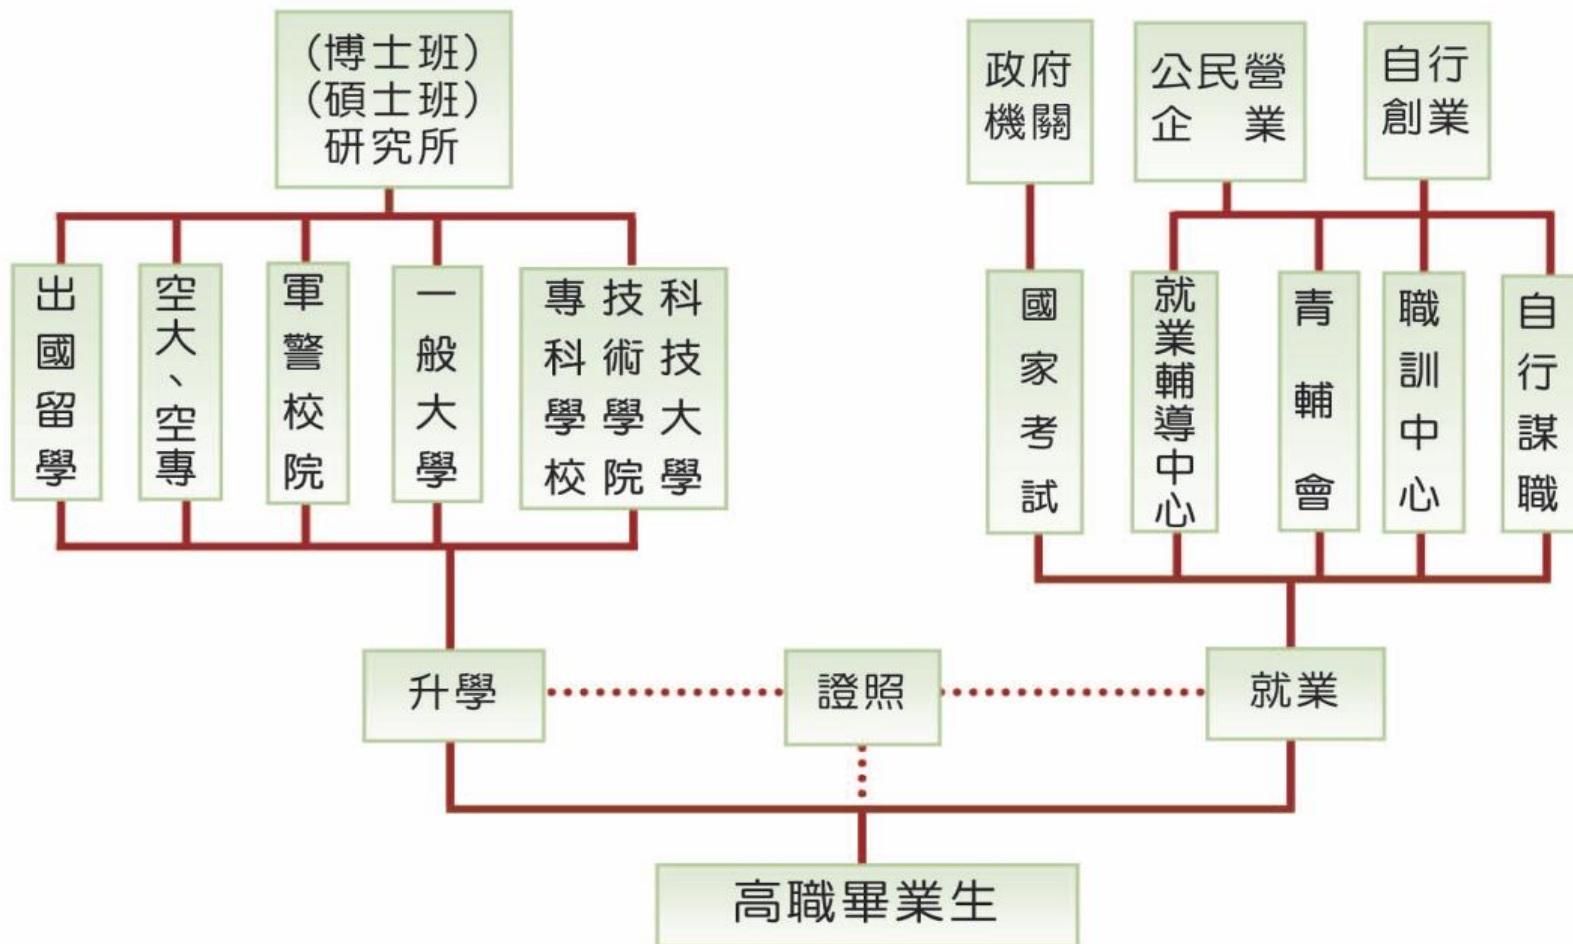 (博士班)
(碩士班)
研究所
政府
機關
公民營
企業
自行
創業
出國留學
空大、空專
軍警校院
一般大學
科技大學
技術學院
專科學校
國家考試
就業輔導中心
青輔會
職訓中心
自行謀職
升學
證照
就業
高職畢業生